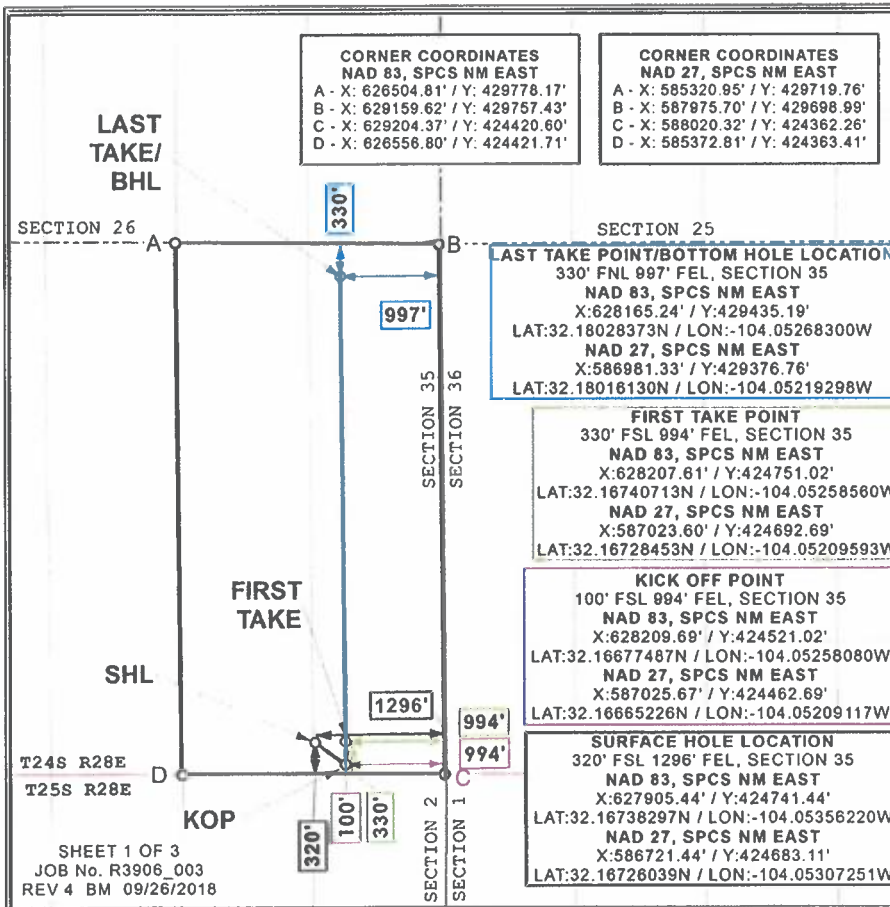 CORNER COORDINATES
NAD 83, SPCS NM EAST
A - X: 626504.81' / Y: 429778.17'
B - X: 629159.62' / Y: 429757.43'
C - X: 629204.37' / Y: 424420.60'
D - X: 626556.80' / Y: 424421.71'
CORNER COORDINATES
NAD 27, SPCS NM EAST
A - X: 585320.95' / Y: 429719.76'
B - X: 587975.70' / Y: 429698.99'
C - X: 588020.32' / Y: 424362.26'
D - X: 585372.81' / Y: 424363.41'
LAST
TAKE/
BHL
330'
SECTION 26
A
B
SECTION 25
997'
LAST TAKE POINT/BOTTOM HOLE LOCATION
330' FNL 997' FEL, SECTION 35
NAD 83, SPCS NM EAST
X:628165.24' / Y:429435.19'
LAT:32.18028373N / LON:-104.05268300W
NAD 27, SPCS NM EAST
X:586981.33' / Y:429376.76'
LAT:32.18016130N / LON:-104.05219298W
SECTION 35
SECTION 36
FIRST TAKE POINT
330' FSL 994' FEL, SECTION 35
NAD 83, SPCS NM EAST
X:628207.61' / Y:424751.02'
LAT:32.16740713N / LON:-104.05258560W
NAD 27, SPCS NM EAST
X:587023.60' / Y:424692.69'
LAT:32.16728453N / LON:-104.05209593W
FIRST
TAKE
KICK OFF POINT
100' FSL 994' FEL, SECTION 35
NAD 83, SPCS NM EAST
X:628209.69' / Y:424521.02'
LAT:32.16677487N / LON:-104.05258080W
NAD 27, SPCS NM EAST
X:587025.67' / Y:424462.69'
LAT:32.16665226N / LON:-104.05209117W
SHL
1296'
994'
994'
SURFACE HOLE LOCATION
320' FSL 1296' FEL, SECTION 35
NAD 83, SPCS NM EAST
X:627905.44' / Y:424741.44'
LAT:32.16738297N / LON:-104.05356220W
NAD 27, SPCS NM EAST
X:586721.44' / Y:424683.11'
LAT:32.16726039N / LON:-104.05307251W
T24S R28E
D
C
T25S R28E
KOP
320'
100'
330'
SECTION 2
SECTION 1
SHEET 1 OF 3
JOB No. R3906_003
REV 4 BM 09/26/2018